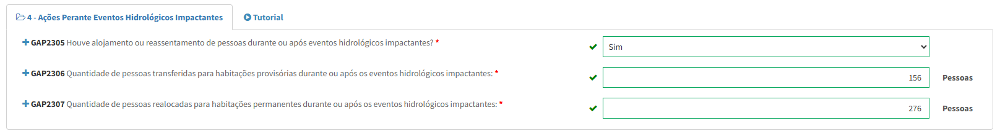 4 - Ações Perante Eventos Hidrológicos Impactantes Tutorial
GAP2305 Houve alojamento ou reassentamento de pessoas durante ou após eventos hidrológicos impactantes? * Sim
GAP2306 Quantidade de pessoas transferidas para habitações provisórias durante ou após os eventos hidrológicos impactantes: * 156 Pessoas
GAP2307 Quantidade de pessoas realocadas para habitações permanentes durante ou após os eventos hidrológicos impactantes: * 276 Pessoas